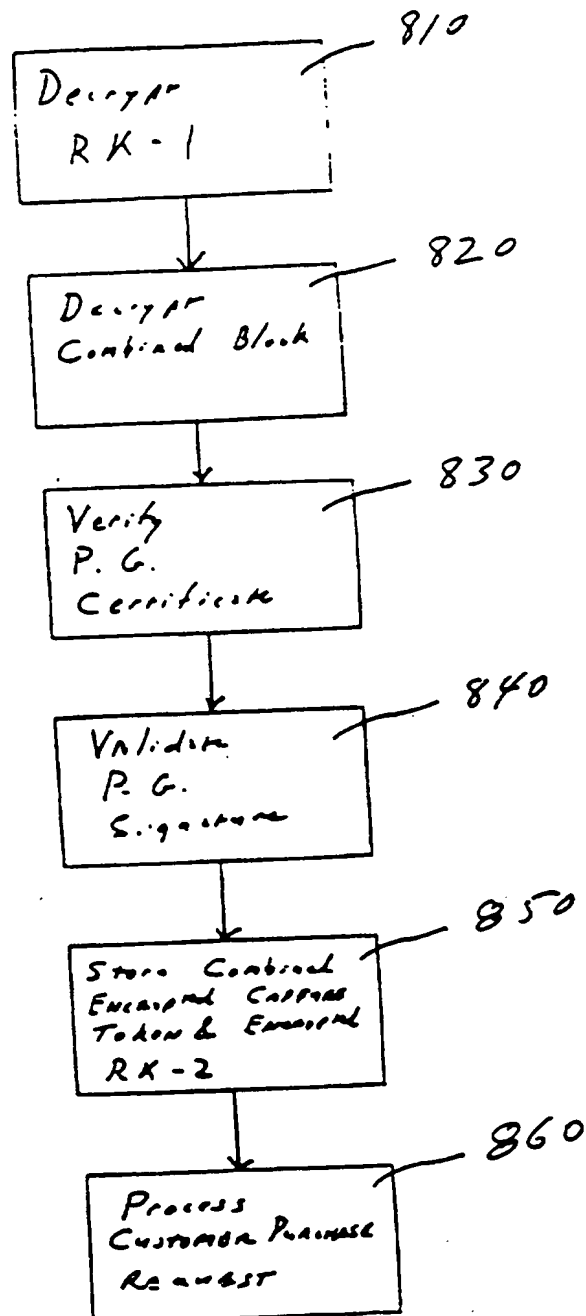 810
Decrypt
RK-1
820
Decrypt
Combined Block
830
Verify
P. G.
Certificate
840
Validate
P. G.
Signature
850
Store Combined
Encrypted Capture
Token & Encrypted
RK-2
860
Process
Customer Purchase
Request